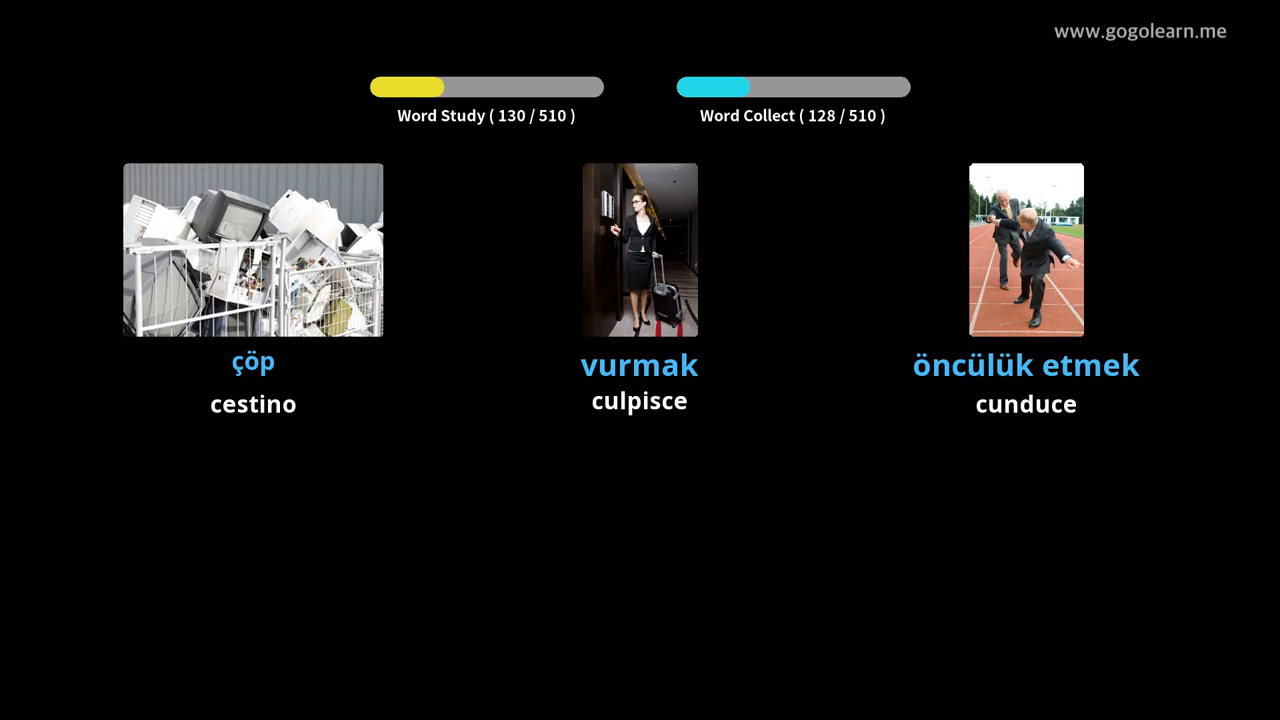 www.gogolearn.me
Word Study ( 130 / 510 )
Word Collect ( 128 / 510 )
çöp
cestino
vurmak
culpisce
öncülük etmek
cunduce